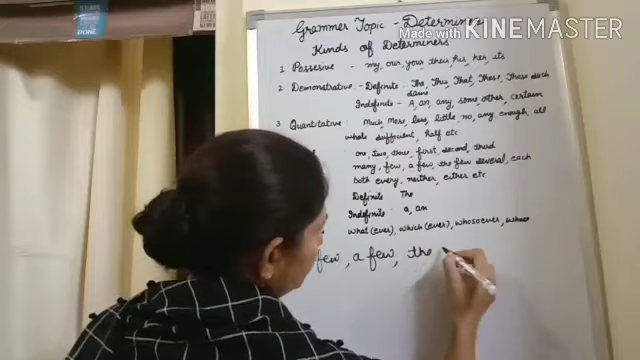 DONE.
Made with KINEMASTER
Grammer Topic - Determiners
Kinds of Determiners
1 Possesive - my, our, your, their, his, her, its
2 Demonstrative - Definite: The, This, That, These, Those each
same
Indefinite - A, an, any, some, other, certain
3 Quantitative: Much, More, less, little, no, any, enough, all
whole sufficient, half etc
one, two, three, first, second, third
many, few, a few, the few several, each
both every, neither, either etc
Definite The
Indefinite: a, an
what (ever), which (ever), whosoever, whose
few, a few, the